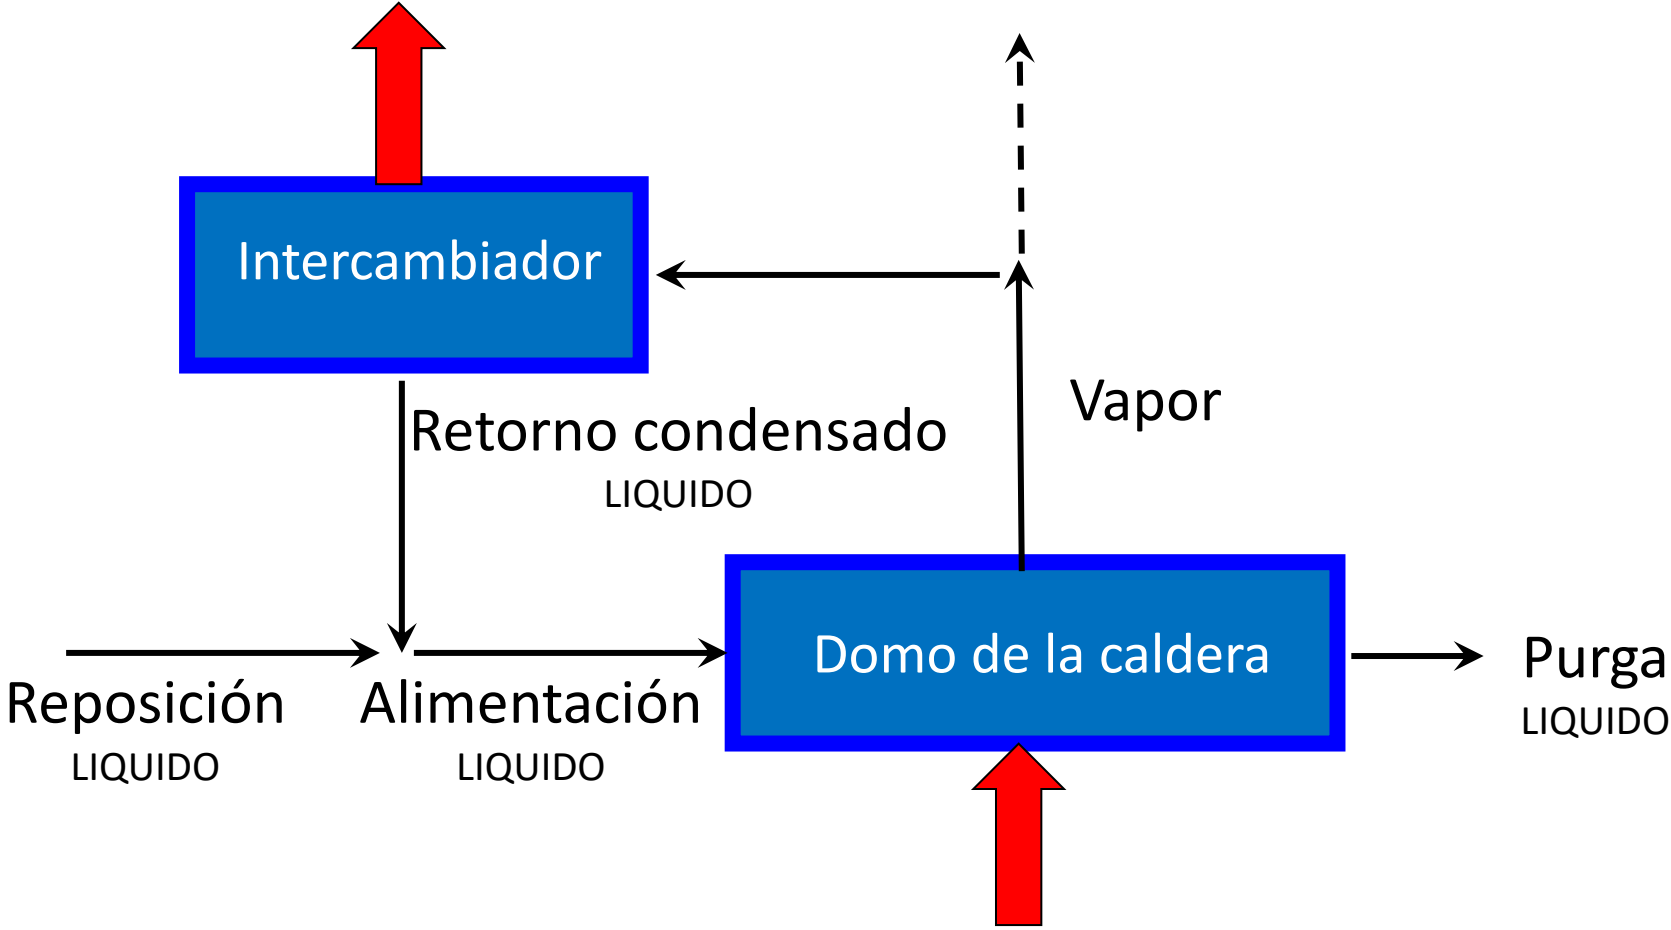 Intercambiador
Vapor
Retorno condensado
LIQUIDO
Domo de la caldera
Purga
LIQUIDO
Reposición
LIQUIDO
Alimentación
LIQUIDO